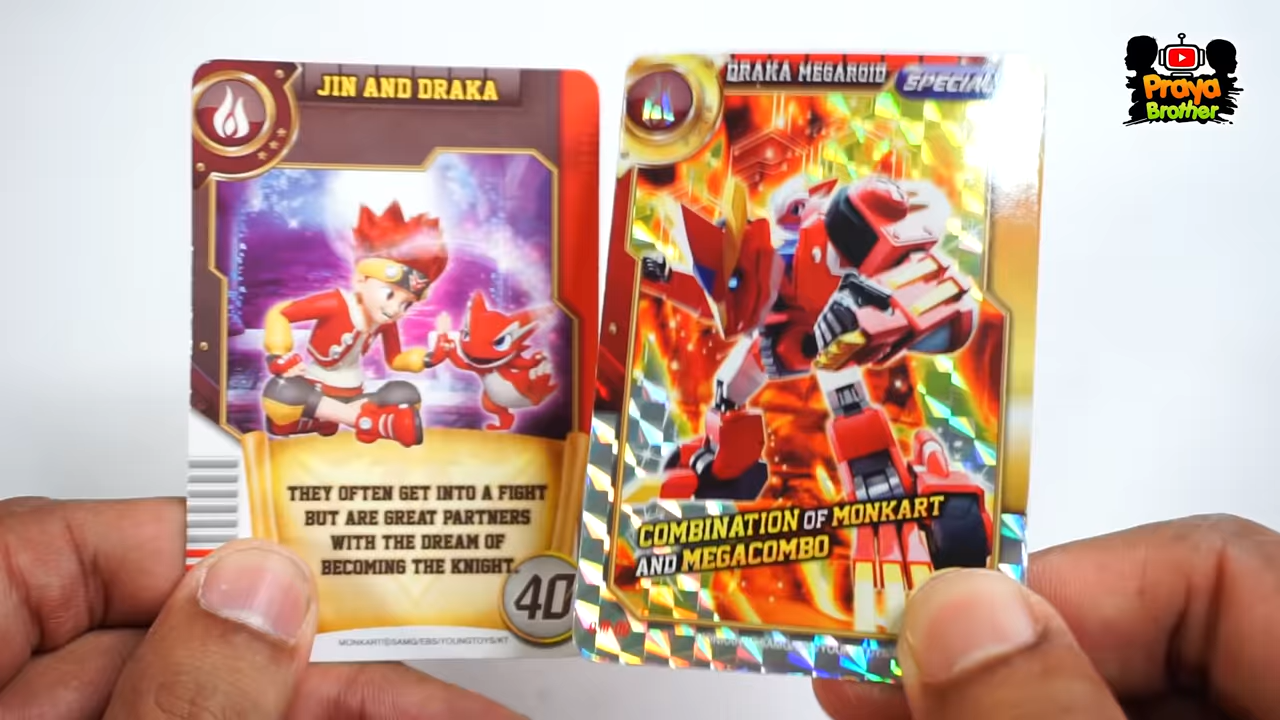 JIN AND DRAKA
THEY OFTEN GET INTO A FIGHT
BUT ARE GREAT PARTNERS
WITH THE DREAM OF
BECOMING THE KNIGHT.
40
MONKART©SAMG/EBS/YOUNGTOYS/KT
DRAKA MEGAROID
SPECIAL
COMBINATION OF MONKART
AND MEGACOMBO
Praya
Brother